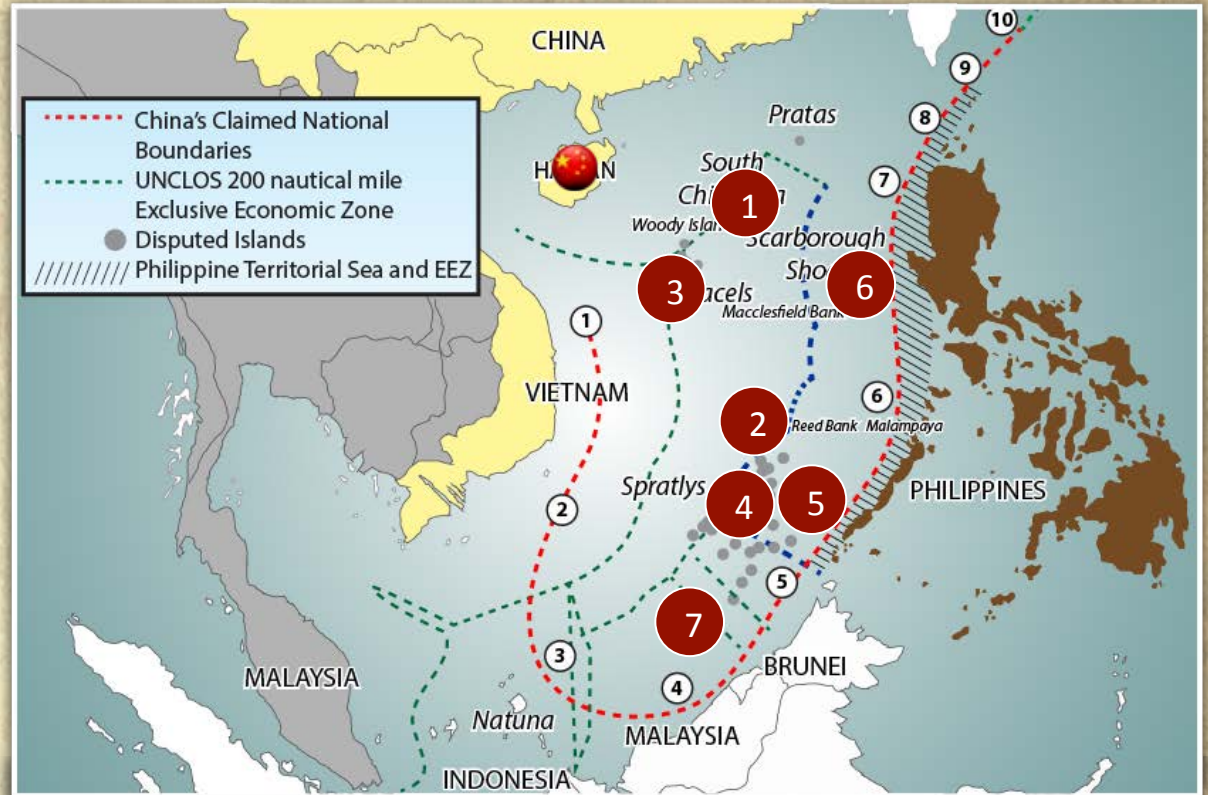 CHINA
China's Claimed National
Boundaries
UNCLOS 200 nautical mile
Exclusive Economic Zone
Disputed Islands
Philippine Territorial Sea and EEZ
10
9
8
Pratas
7
South
1
Woody
Scarborough
3
6
Macclesfield Bank
1
VIETNAM
6
2
Reed Bank Malampaya
Spratlys
4
5
PHILIPPINES
2
5
7
3
BRUNEI
MALAYSIA
4
Natuna
MALAYSIA
INDONESIA